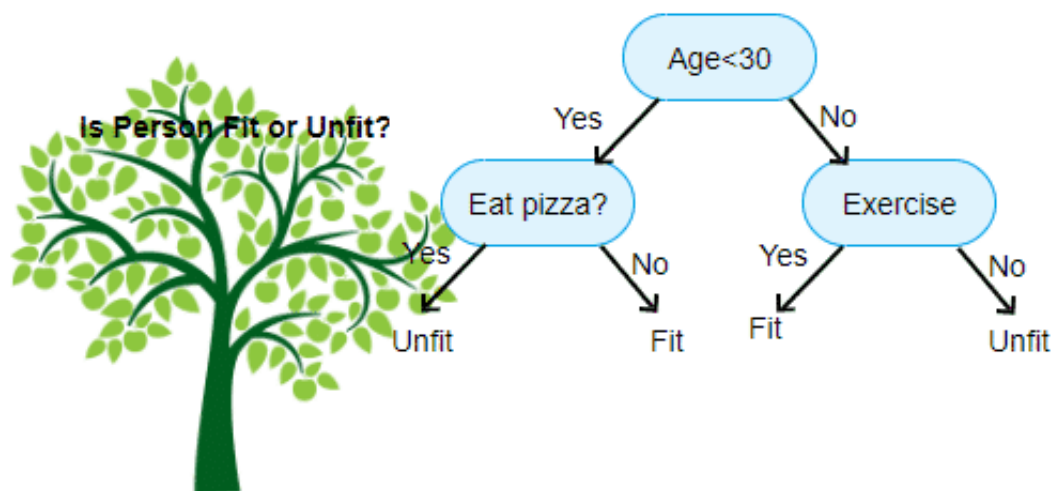 Age<30
Is Person Fit or Unfit?
Yes
No
Eat pizza?
Exercise
Yes
No
Yes
No
Unfit
Fit
Fit
Unfit